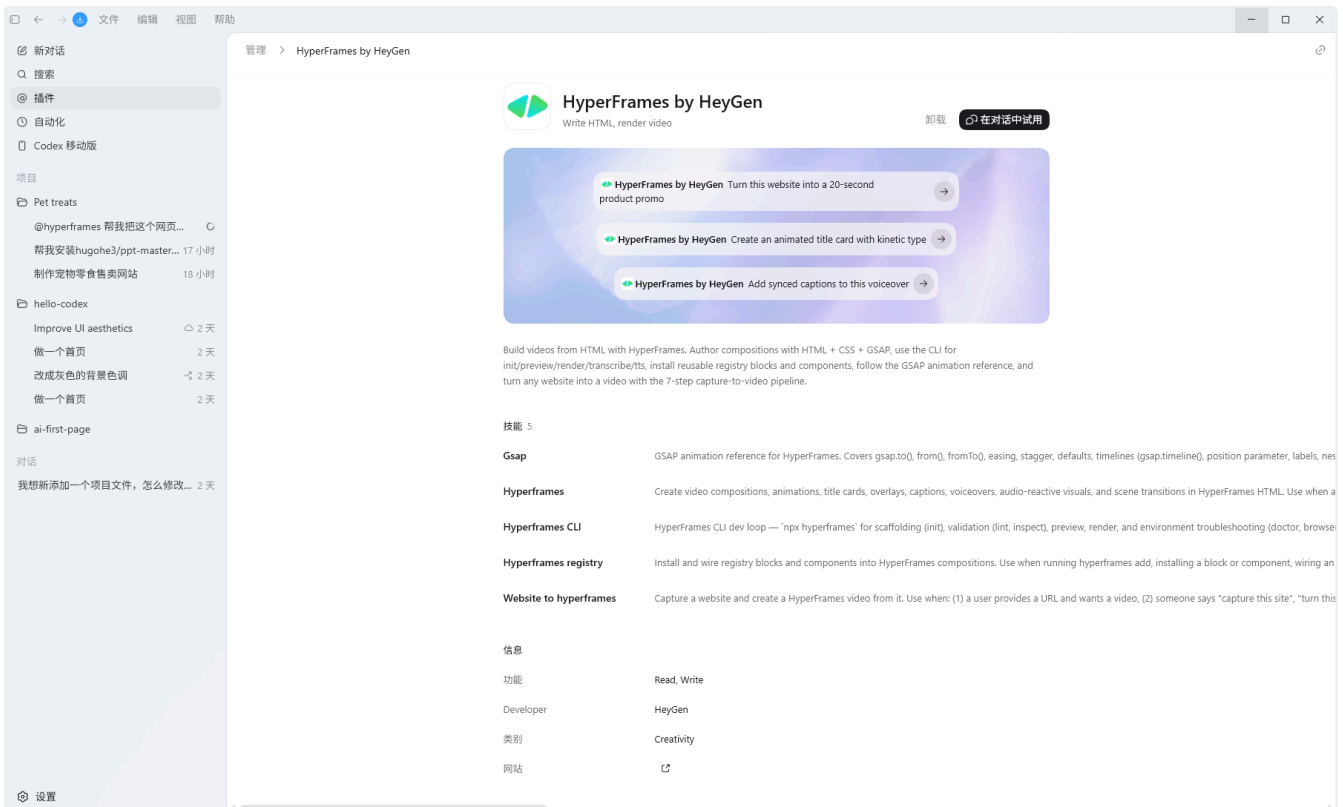 文件 编辑 视图 帮助
新对话
搜索
插件
自动化
Codex 移动版
项目
Pet treats
@hyperframes 帮我把这个网页...
帮我安装hugohe3/ppt-master... 17 小时
制作宠物零食售卖网站 18 小时
hello-codex
Improve UI aesthetics 2 天
做一个首页 2 天
改成灰色的背景色调 2 天
做一个首页 2 天
ai-first-page
对话
我想新添加一个项目文件，怎么修改... 2 天
设置
管理 > HyperFrames by HeyGen
HyperFrames by HeyGen
Write HTML, render video
卸载 在对话中试用
HyperFrames by HeyGen Turn this website into a 20-second
product promo
HyperFrames by HeyGen Create an animated title card with kinetic type
HyperFrames by HeyGen Add synced captions to this voiceover
Build videos from HTML with HyperFrames. Author compositions with HTML + CSS + GSAP, use the CLI for
init/preview/render/transcribe/tts, install reusable registry blocks and components, follow the GSAP animation reference, and
turn any website into a video with the 7-step capture-to-video pipeline.
技能 5
Gsap GSAP animation reference for HyperFrames. Covers gsap.to(), from(), fromTo(), easing, stagger, defaults, timelines (gsap.timeline(), position parameter, labels, nes
Hyperframes Create video compositions, animations, title cards, overlays, captions, voiceovers, audio-reactive visuals, and scene transitions in HyperFrames HTML. Use when a
Hyperframes CLI HyperFrames CLI dev loop — `npx hyperframes` for scaffolding (init), validation (lint, inspect), preview, render, and environment troubleshooting (doctor, browse
Hyperframes registry Install and wire registry blocks and components into HyperFrames compositions. Use when running hyperframes add, installing a block or component, wiring an
Website to hyperframes Capture a website and create a HyperFrames video from it. Use when: (1) a user provides a URL and wants a video, (2) someone says "capture this site", "turn this
信息
功能 Read, Write
Developer HeyGen
类别 Creativity
网站